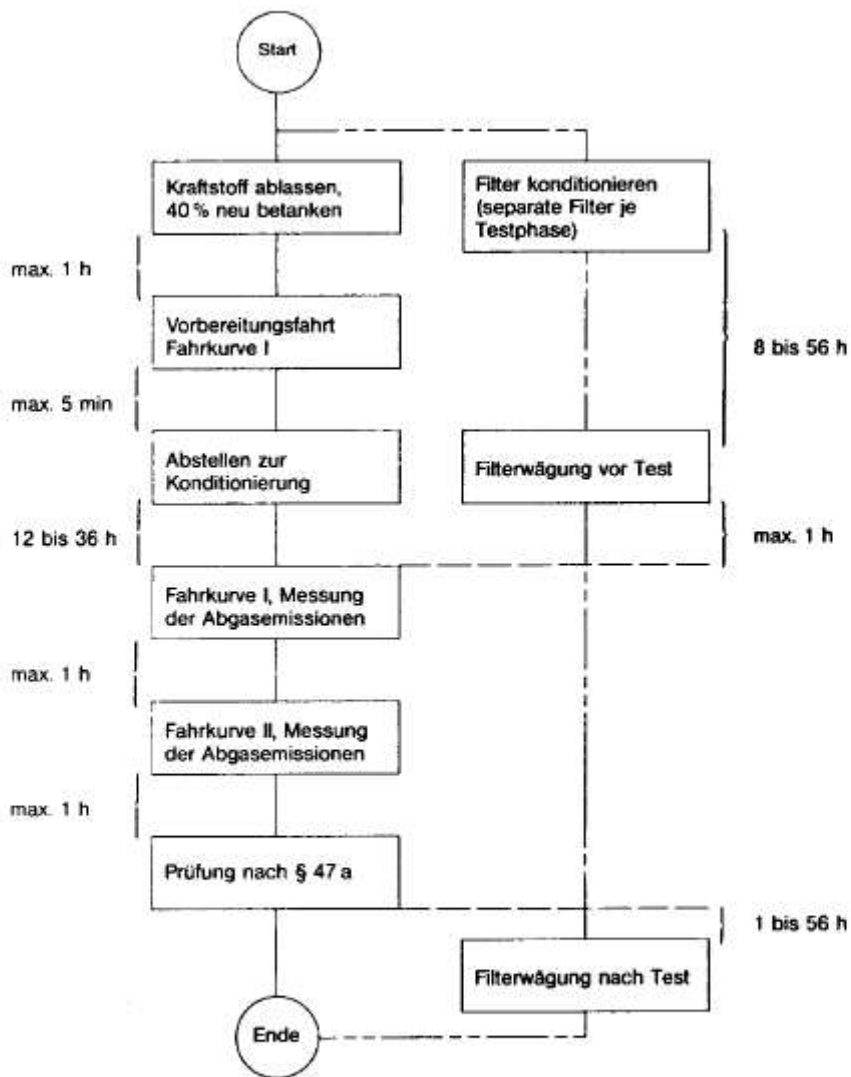 Start
Kraftstoff ablassen,
40 % neu betanken
Filter konditionieren
(separate Filter je
Testphase)
max. 1 h
Vorbereitungsfahrt
Fahrkurve I
8 bis 56 h
max. 5 min
Abstellen zur
Konditionierung
Filterwägung vor Test
12 bis 36 h
max. 1 h
Fahrkurve I, Messung
der Abgasemissionen
max. 1 h
Fahrkurve II, Messung
der Abgasemissionen
max. 1 h
Prüfung nach § 47 a
1 bis 56 h
Filterwägung nach Test
Ende